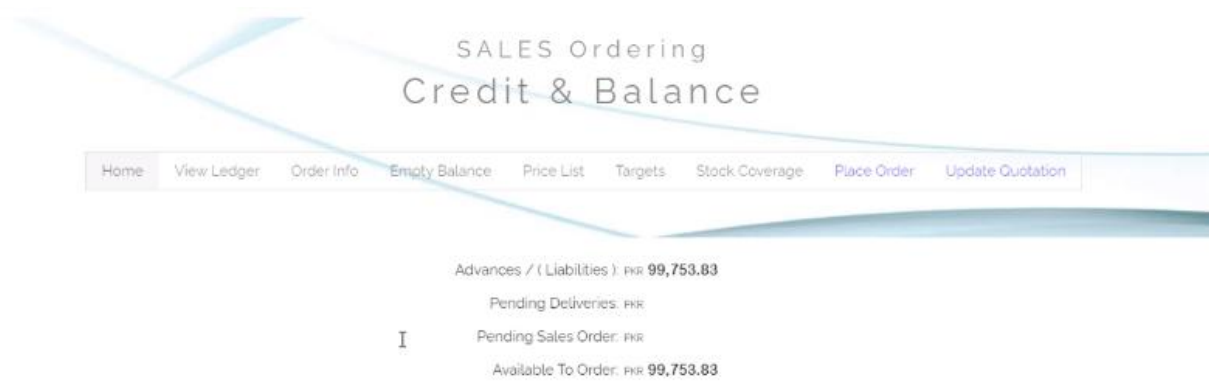 SALES Ordering
Credit & Balance
Home View Ledger Order Info Empty Balance Price List Targets Stock Coverage Place Order Update Quotation
Advances / ( Liabilities ): PKR 99,753.83
Pending Deliveries: PKR
Pending Sales Order: PKR
Available To Order: PKR 99,753.83